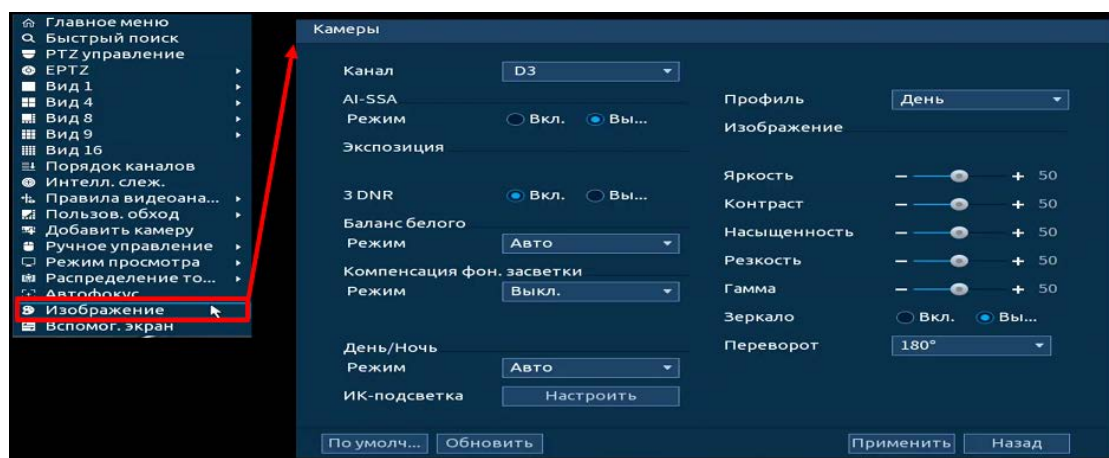 Главное меню
Быстрый поиск
PTZ управление
EPTZ
Вид 1
Вид 4
Вид 8
Вид 9
Вид 16
Порядок каналов
Интелл. слеж.
Правила видеоана...
Пользов. обход
Добавить камеру
Ручное управление
Режим просмотра
Распределение то...
Автофокус
Изображение
Вспомог. экран
Камеры
Канал D3
AI-SSA
Режим Вкл. Вы...
Экспозиция
3 DNR Вкл. Вы...
Баланс белого
Режим Авто
Компенсация фон. засветки
Режим Выкл.
День/Ночь
Режим Авто
ИК-подсветка Настроить
Профиль День
Изображение
Яркость − + 50
Контраст − + 50
Насыщенность − + 50
Резкость − + 50
Гамма − + 50
Зеркало Вкл. Вы...
Переворот 180°
По умолч... Обновить Применить Назад